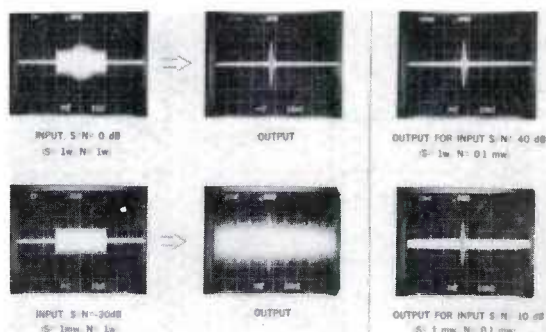 INPUT S/N= 0 dB
(S= 1w, N= 1w)
OUTPUT
OUTPUT FOR INPUT S/N= 40 dB
(S= 1w, N= 0.1 mw)
INPUT S/N=-30dB
(S= 1mw, N= 1w)
OUTPUT
OUTPUT FOR INPUT S/N= 10 dB
(S= 1 mw, N= 0.1 mw)